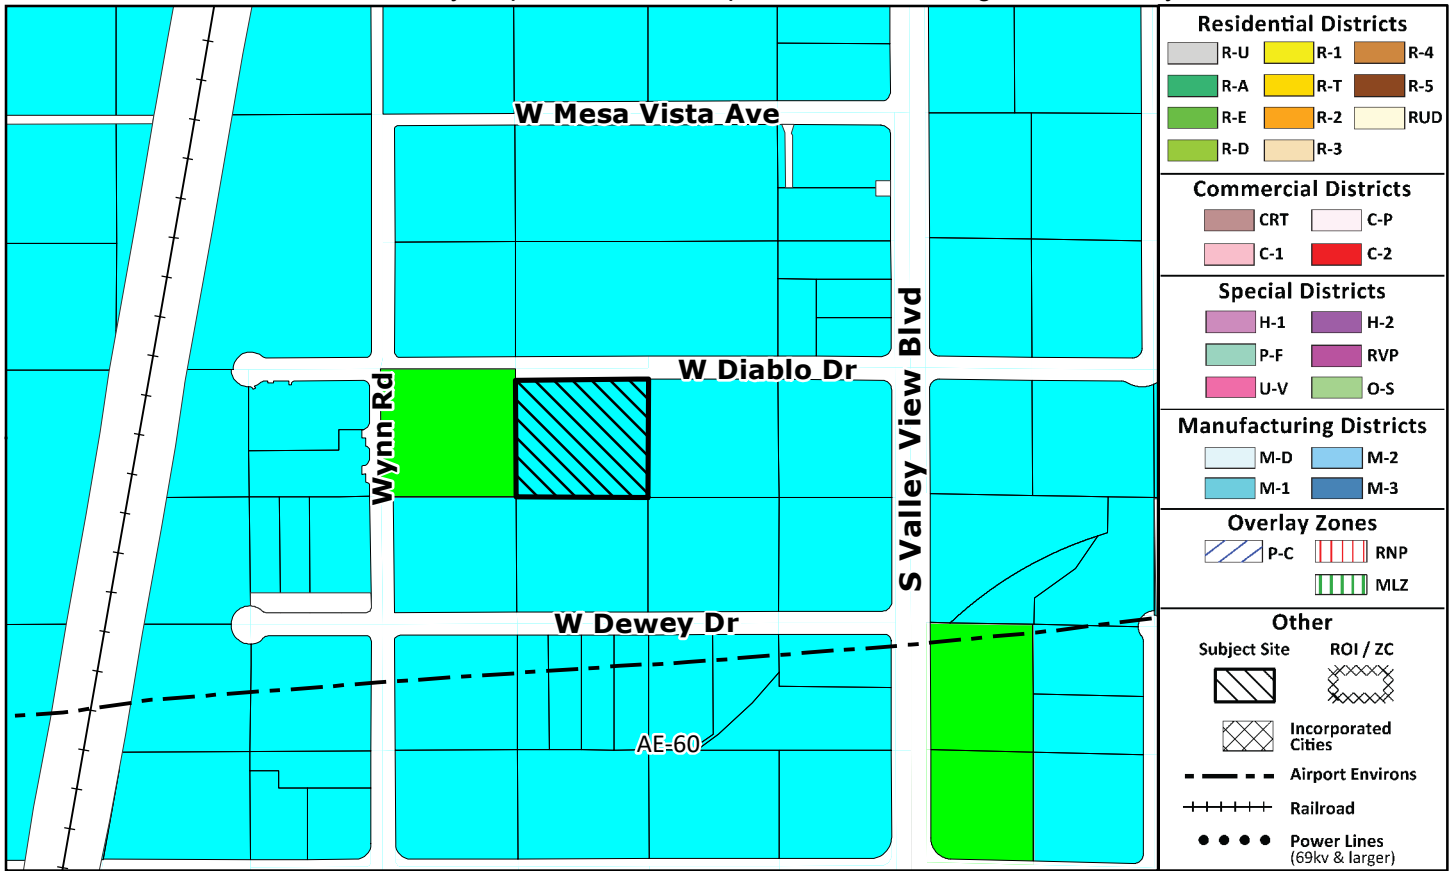 W Mesa Vista Ave
W Diablo Dr
Wynn Rd
S Valley View Blvd
W Dewey Dr
AE-60
Residential Districts
R-U R-1 R-4
R-A R-T R-5
R-E R-2 RUD
R-D R-3
Commercial Districts
CRT C-P
C-1 C-2
Special Districts
H-1 H-2
P-F RVP
U-V O-S
Manufacturing Districts
M-D M-2
M-1 M-3
Overlay Zones
P-C RNP
MLZ
Other
Subject Site ROI / ZC
Incorporated
Cities
Airport Environs
Railroad
Power Lines
(69kv & larger)